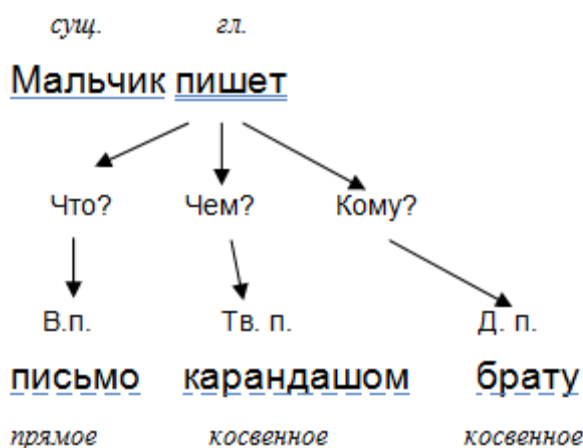 сущ. гл.
Мальчик пишет
Что? Чем? Кому?
В.п. Тв. п. Д. п.
письмо карандашом брату
прямое косвенное косвенное